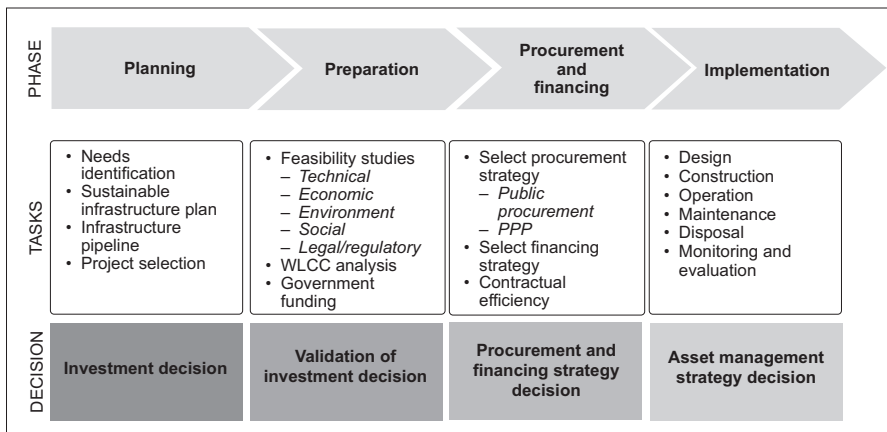 PHASE
Planning
Preparation
Procurement
and
financing
Implementation
TASKS
• Needs
identification
• Sustainable
infrastructure plan
• Infrastructure
pipeline
• Project selection
• Feasibility studies
– Technical
– Economic
– Environment
– Social
– Legal/regulatory
• WLCC analysis
• Government
funding
• Select procurement
strategy
– Public
procurement
– PPP
• Select financing
strategy
• Contractual
efficiency
• Design
• Construction
• Operation
• Maintenance
• Disposal
• Monitoring and
evaluation
DECISION
Investment decision
Validation of
investment decision
Procurement and
financing strategy
decision
Asset management
strategy decision